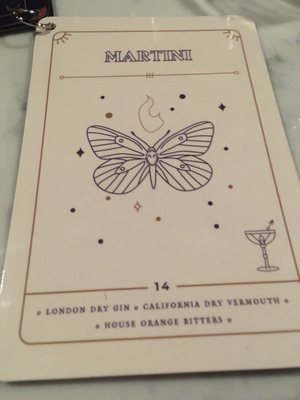 MARTINI
III
14
• LONDON DRY GIN • CALIFORNIA DRY VERMOUTH •
• HOUSE ORANGE BITTERS •